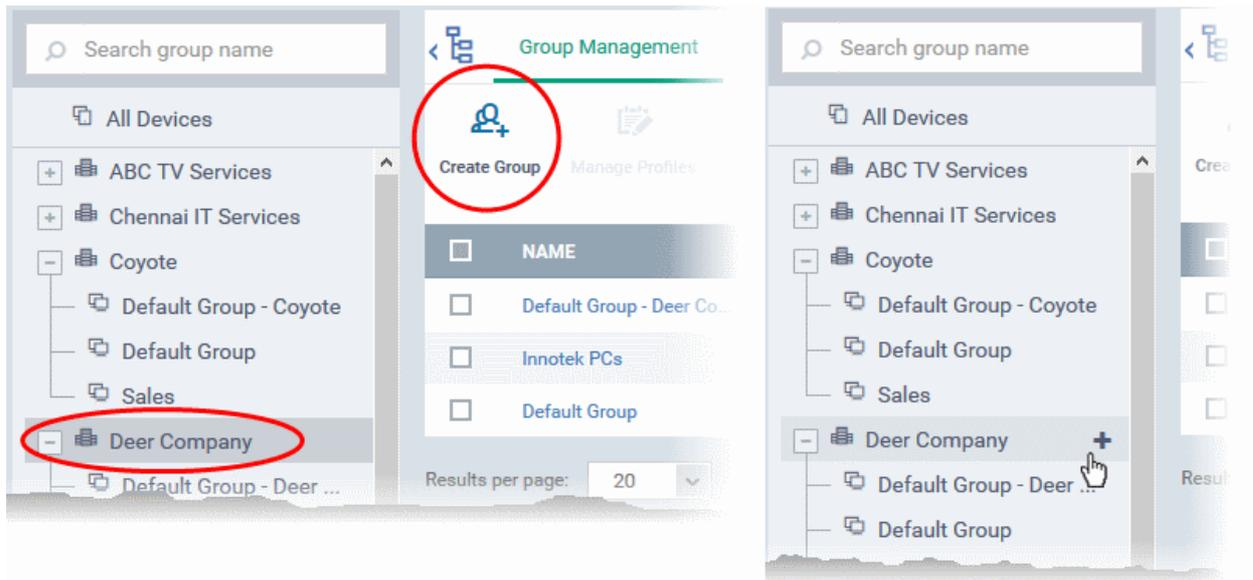 Search group name
All Devices
ABC TV Services
Chennai IT Services
Coyote
Default Group - Coyote
Default Group
Sales
Deer Company
Default Group - Deer ...
Group Management
Create Group
Manage Profiles
NAME
Default Group - Deer Co...
Innotek PCs
Default Group
Results per page: 20
Search group name
All Devices
ABC TV Services
Chennai IT Services
Coyote
Default Group - Coyote
Default Group
Sales
Deer Company
Default Group - Deer ...
Default Group
Crea
Resul